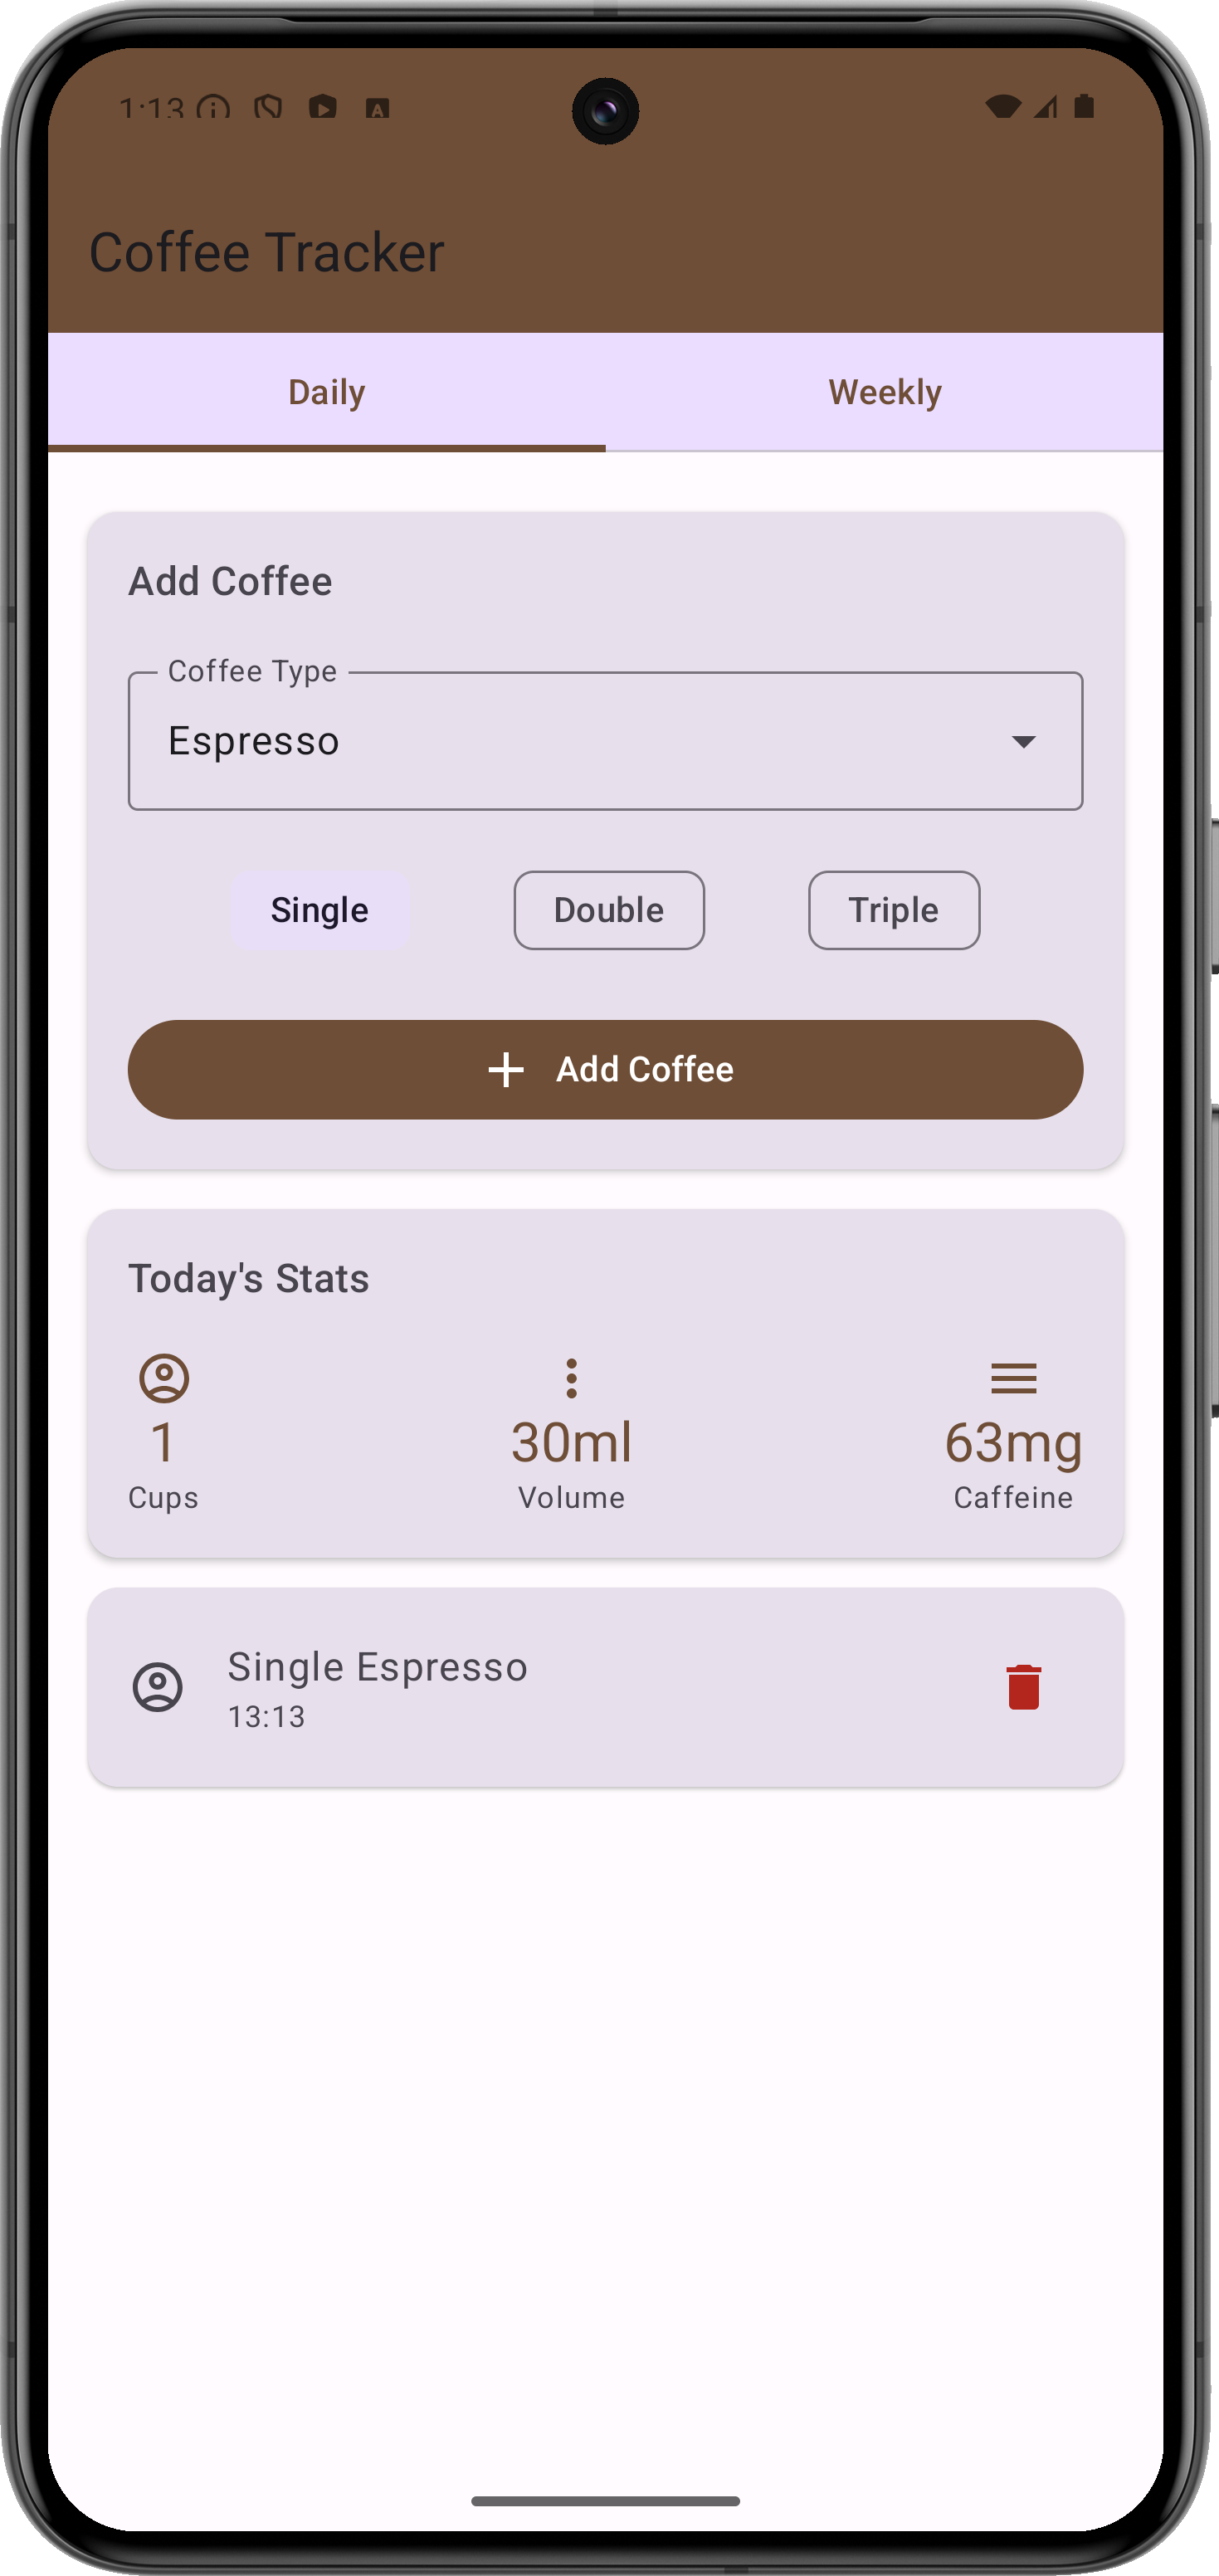 1:13
Coffee Tracker
Daily Weekly
Add Coffee
Coffee Type
Espresso
Single Double Triple
Add Coffee
Today's Stats
1 30ml 63mg
Cups Volume Caffeine
Single Espresso
13:13